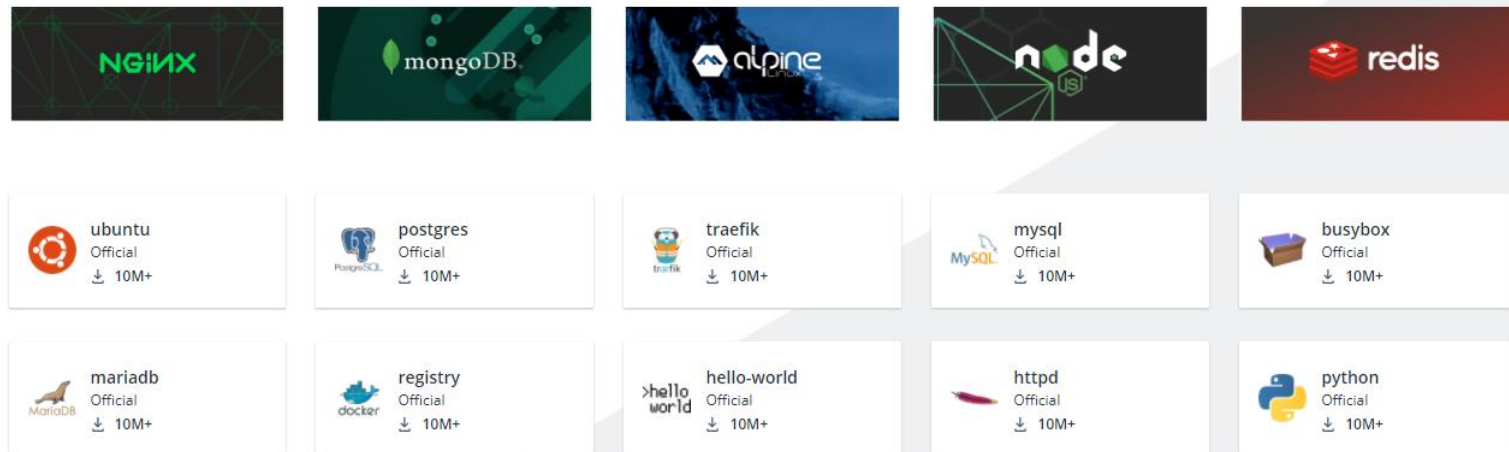 NGINX
mongoDB.
alpine
Linux
node
JS
redis
ubuntu
Official
10M+
PostgreSQL
postgres
Official
10M+
træfik
traefik
Official
10M+
MySQL
mysql
Official
10M+
busybox
Official
10M+
MariaDB
mariadb
Official
10M+
docker
registry
Official
10M+
>hello
world
hello-world
Official
10M+
httpd
Official
10M+
python
Official
10M+